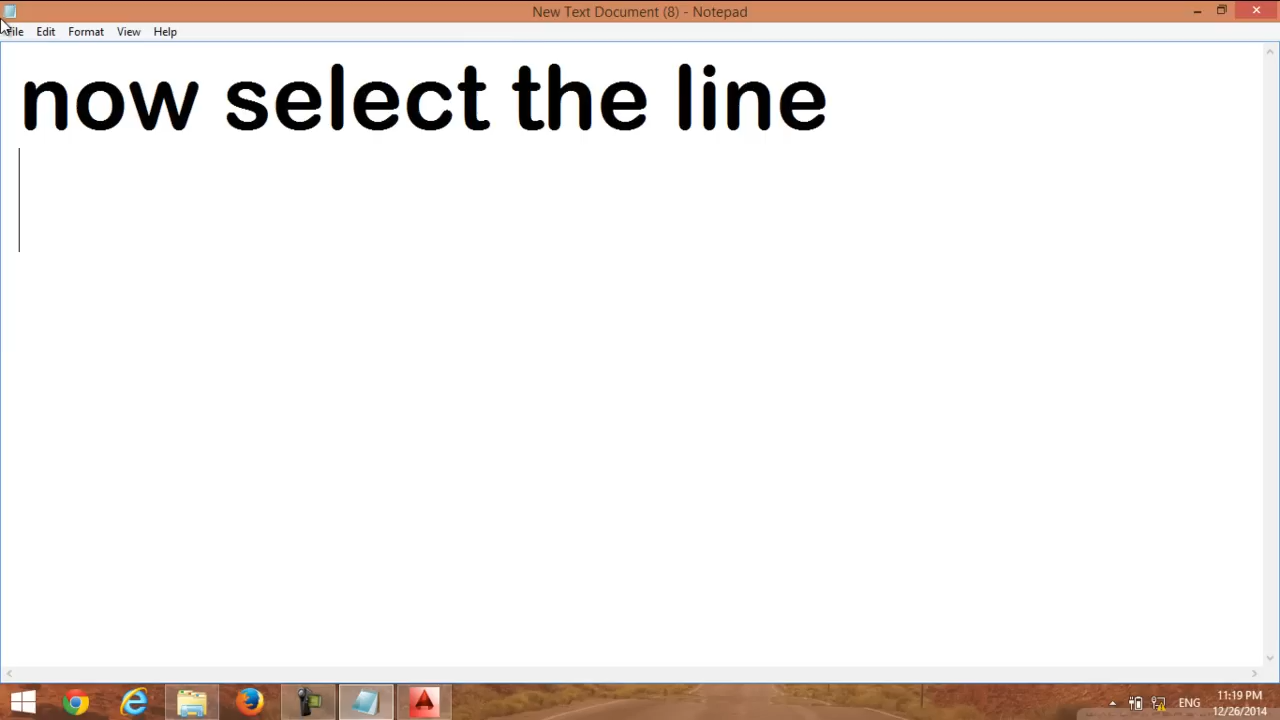 New Text Document (8) - Notepad
File Edit Format View Help
now select the line
ENG
11:19 PM
12/26/2014